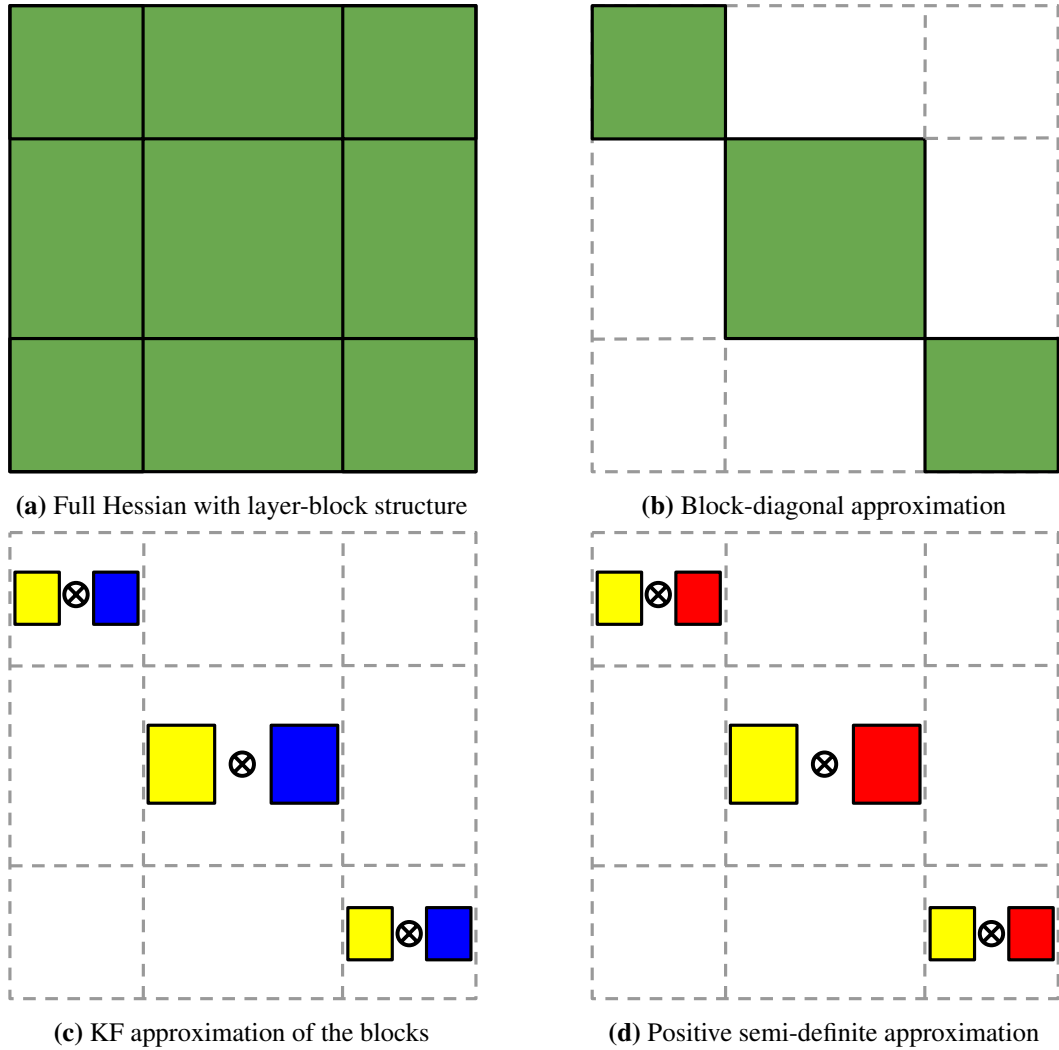 (a) Full Hessian with layer-block structure
(b) Block-diagonal approximation
⊗
⊗
⊗
⊗
⊗
⊗
(c) KF approximation of the blocks
(d) Positive semi-definite approximation